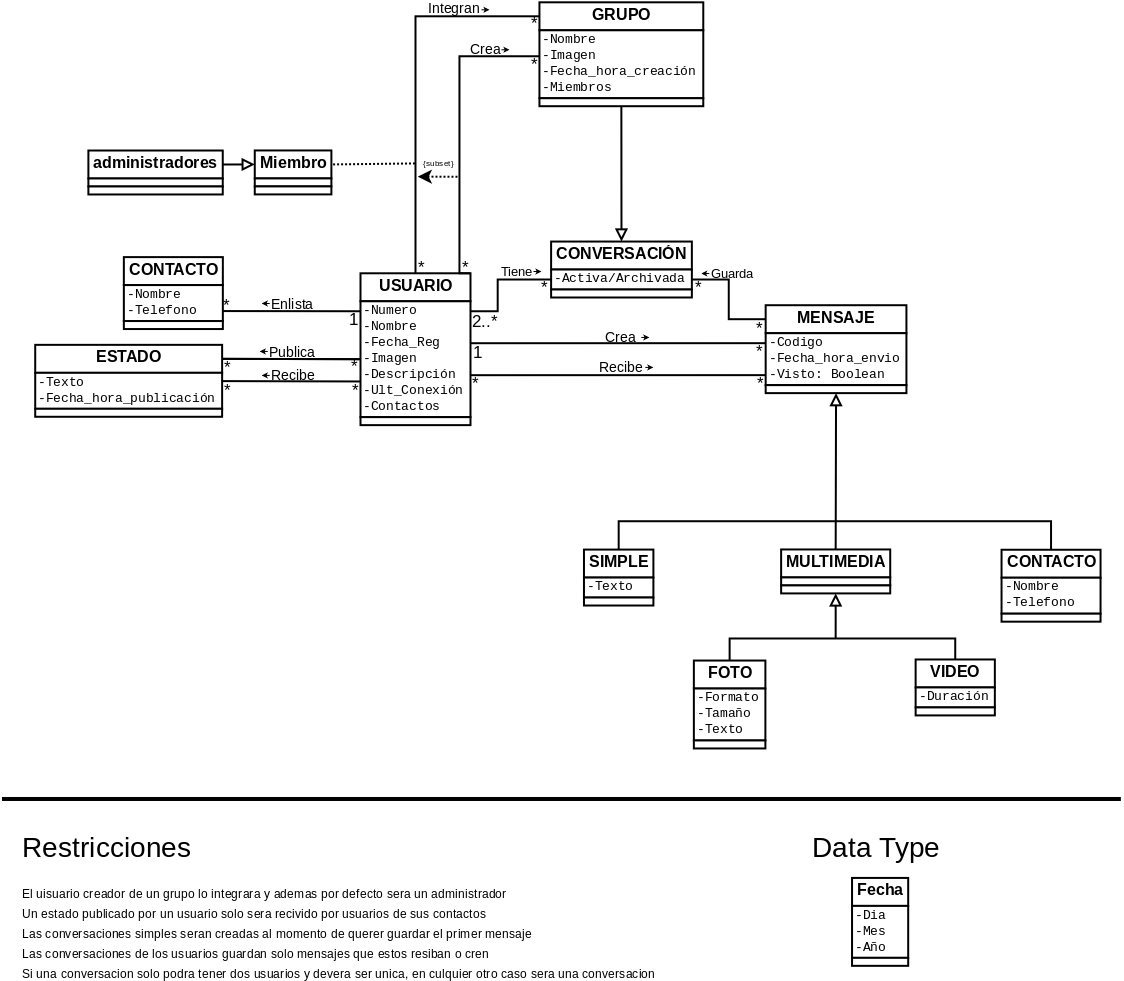 Integran
*
GRUPO
-Nombre
-Imagen
-Fecha_hora_creación
-Miembros
Crea
*
administradores
Miembro
{subset}
*
*
CONVERSACIÓN
-Activa/Archivada
Tiene
*
Guarda
*
CONTACTO
-Nombre
-Telefono
*
Enlista
1
USUARIO
-Numero
-Nombre
-Fecha_Reg
-Imagen
-Descripción
-Ult_Conexión
-Contactos
2..*
MENSAJE
-Codigo
-Fecha_hora_envio
-Visto: Boolean
*
Crea
1
*
Recibe
*
*
ESTADO
-Texto
-Fecha_hora_publicación
Publica
*
*
Recibe
*
*
SIMPLE
-Texto
MULTIMEDIA
CONTACTO
-Nombre
-Telefono
FOTO
-Formato
-Tamaño
-Texto
VIDEO
-Duración
Restricciones
El uisuario creador de un grupo lo integrara y ademas por defecto sera un administrador
Un estado publicado por un usuario solo sera recivido por usuarios de sus contactos
Las conversaciones simples seran creadas al momento de querer guardar el primer mensaje
Las conversaciones de los usuarios guardan solo mensajes que estos resiban o cren
Si una conversacion solo podra tener dos usuarios y devera ser unica, en culquier otro caso sera una conversacion
Data Type
Fecha
-Dia
-Mes
-Año